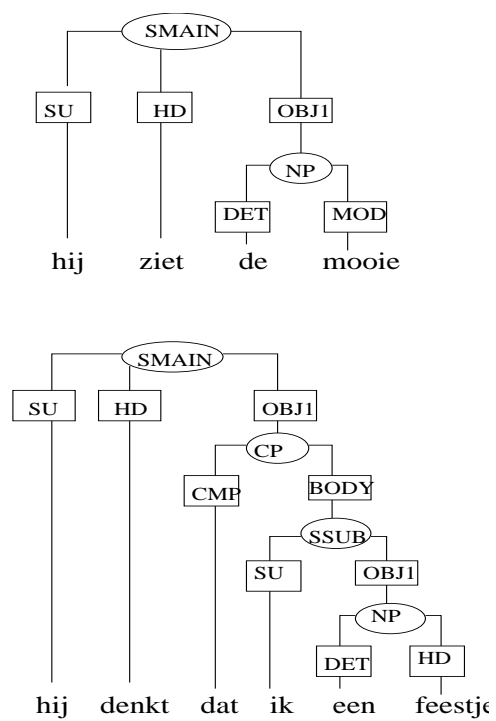 SMAIN
SU HD OBJ1
NP
DET MOD
hij ziet de mooie
SMAIN
SU HD OBJ1
CP
CMP BODY
SSUB
SU OBJ1
NP
DET HD
hij denkt dat ik een feestje